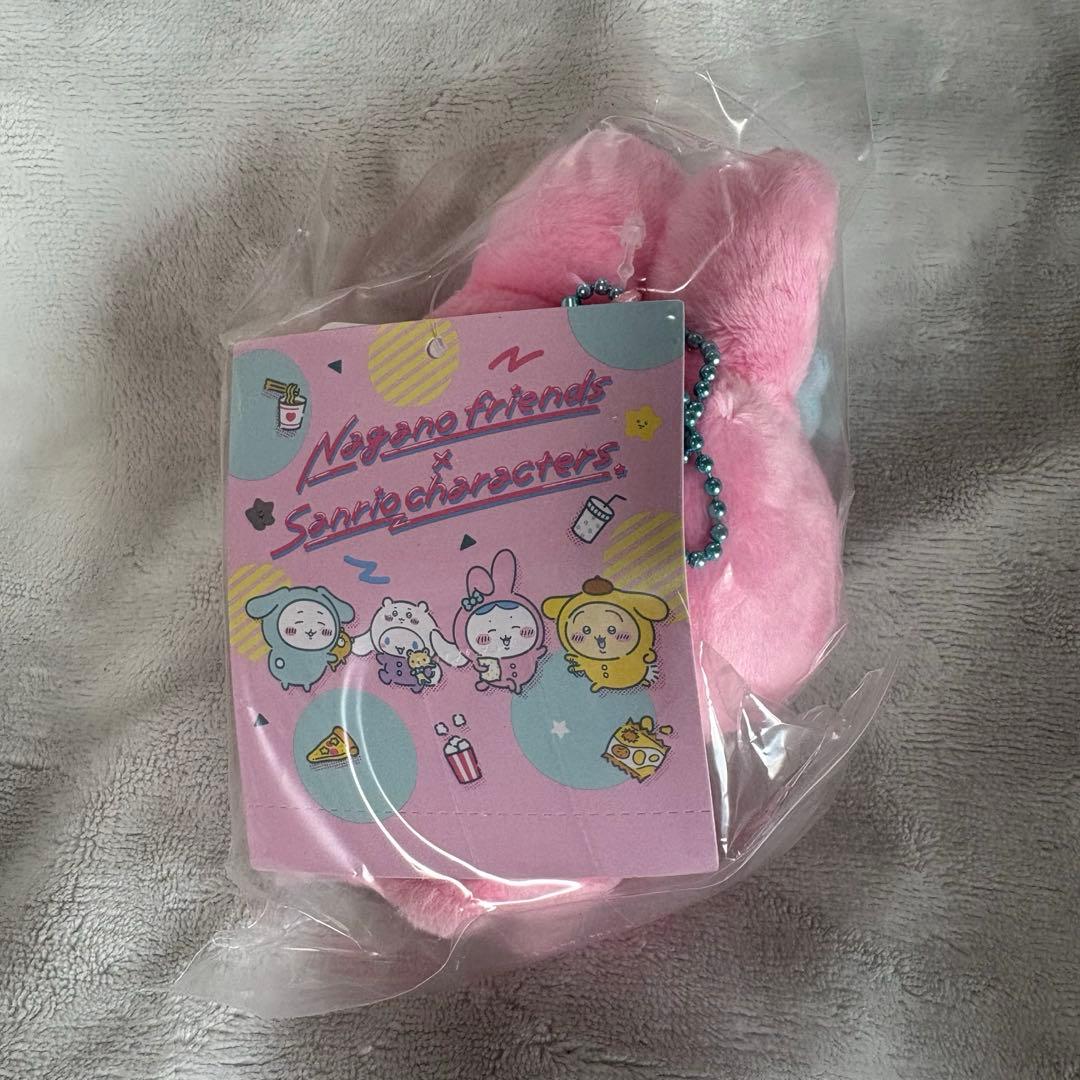 Nagano friends
×
Sanrio characters